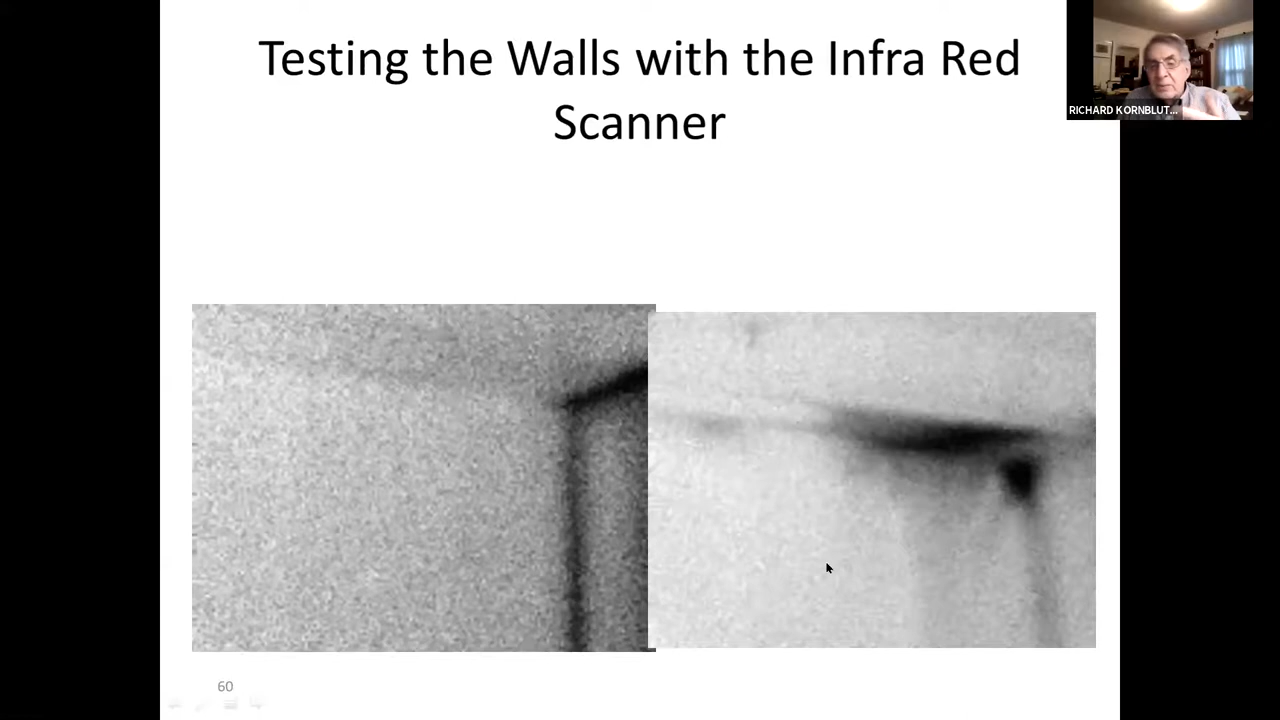 Testing the Walls with the Infra Red
Scanner
RICHARD KORNBLUT...
60